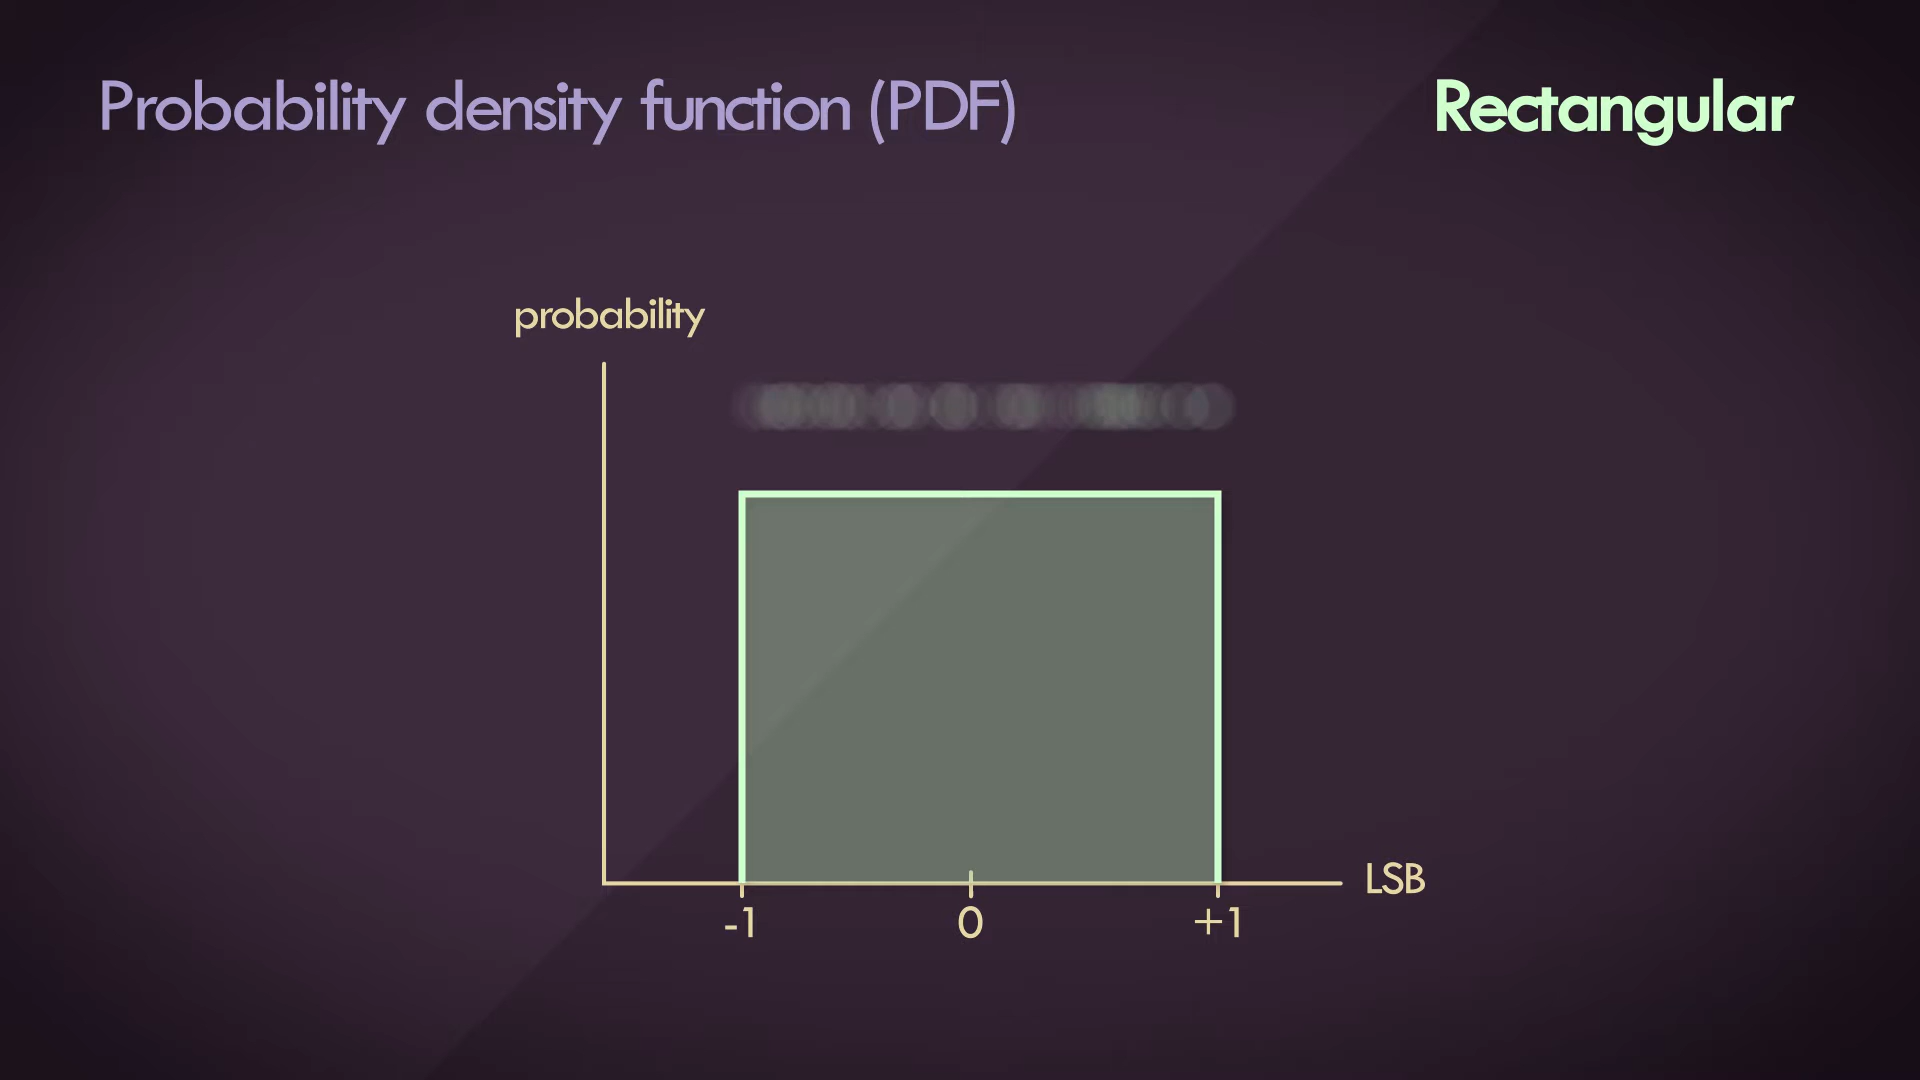 Probability density function (PDF)
Rectangular
probability
LSB
-1
0
+1